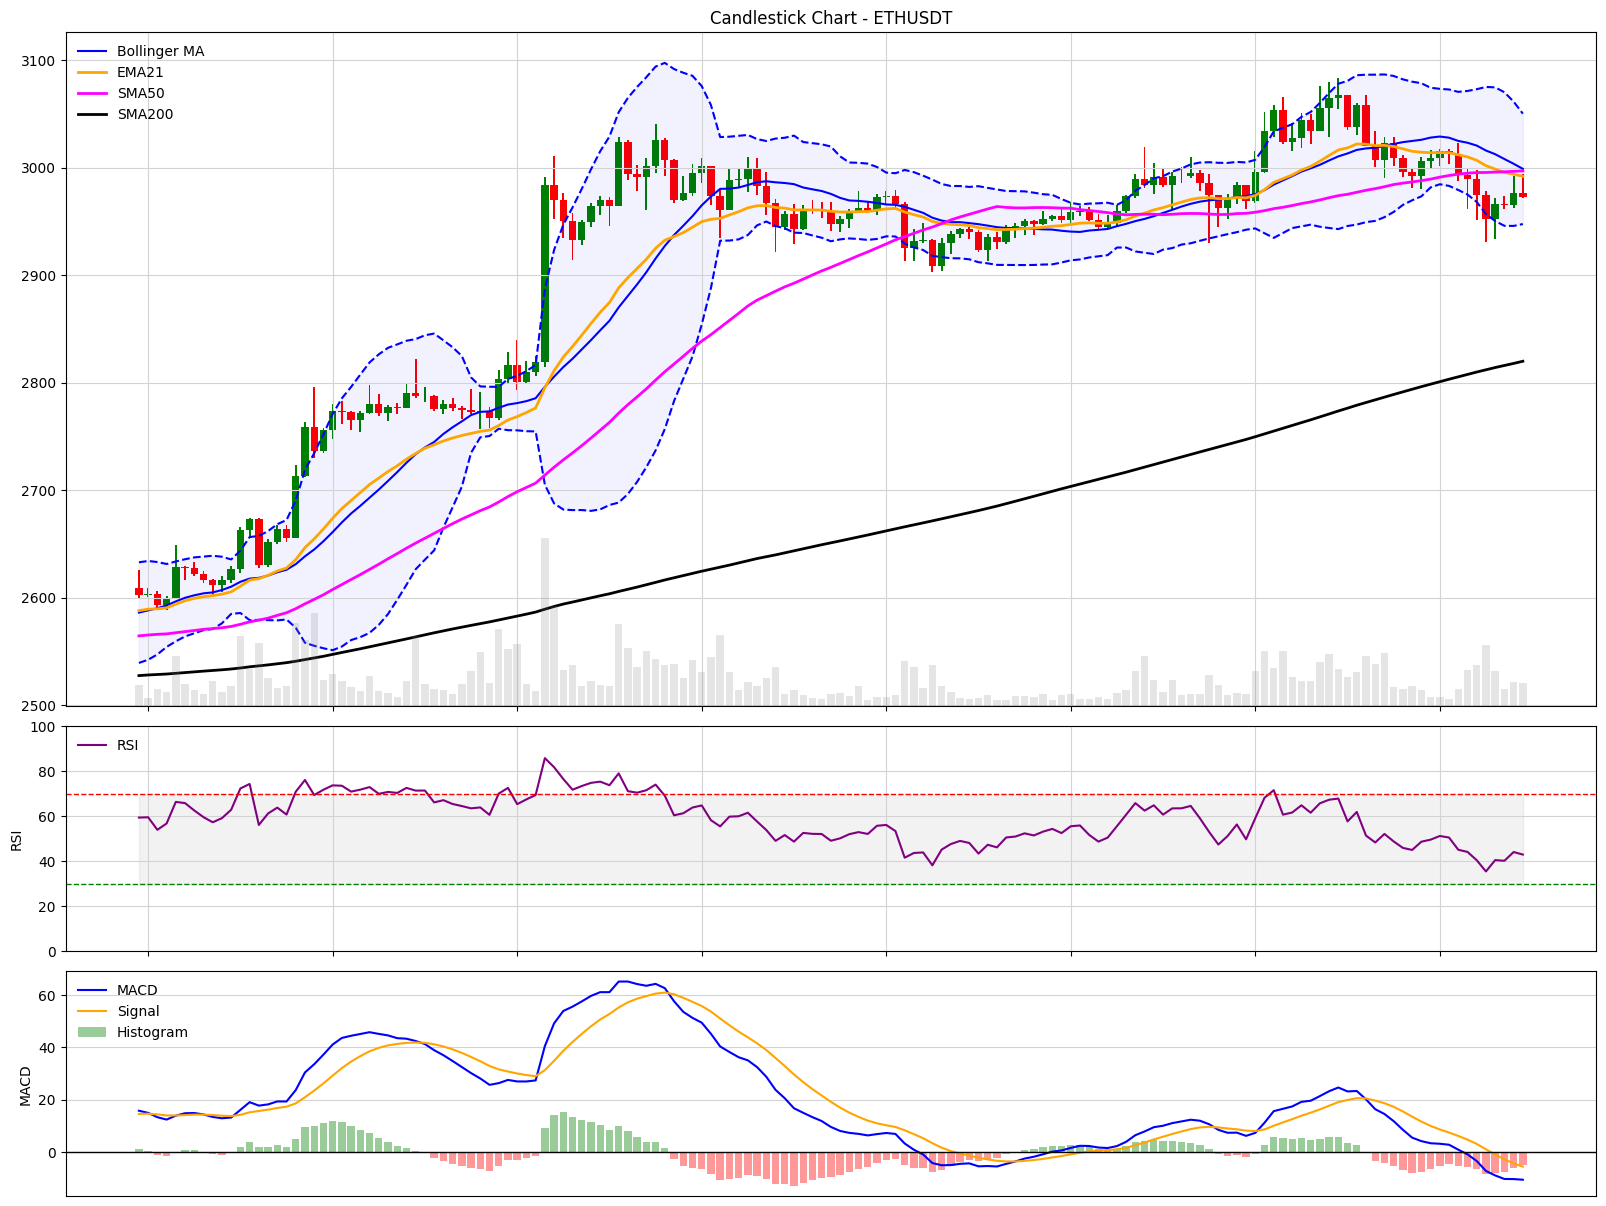 Candlestick Chart - ETHUSDT
Bollinger MA
EMA21
SMA50
SMA200
3100
3000
2900
2800
2700
2600
2500
RSI
100
80
60
40
20
0
RSI
MACD
Signal
Histogram
60
40
20
0
MACD